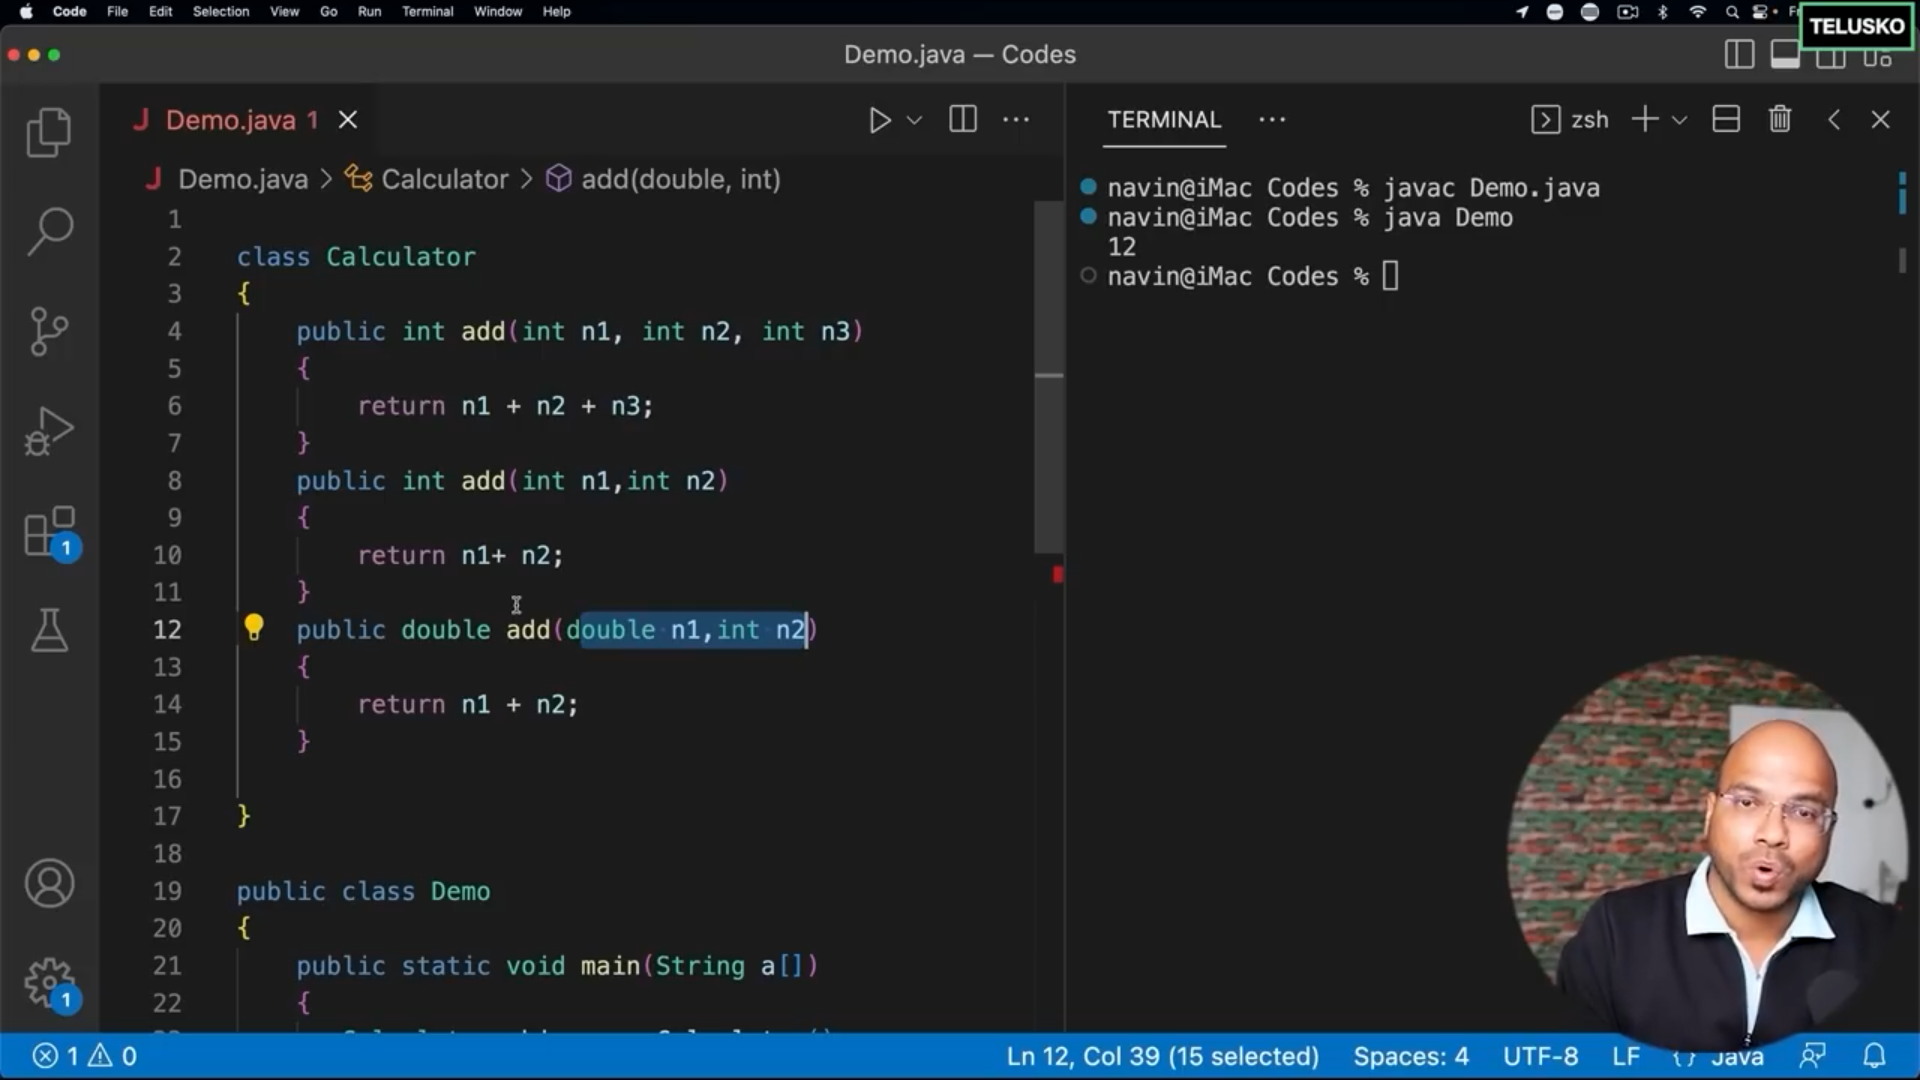 Code File Edit Selection View Go Run Terminal Window Help
TELUSKO
Demo.java — Codes
J Demo.java 1
J Demo.java > Calculator > add(double, int)
1
2 class Calculator
3 {
4 public int add(int n1, int n2, int n3)
5 {
6 return n1 + n2 + n3;
7 }
8 public int add(int n1,int n2)
9 {
10 return n1+ n2;
11 }
12 public double add(double n1,int n2)
13 {
14 return n1 + n2;
15 }
16
17 }
18
19 public class Demo
20 {
21 public static void main(String a[])
22 {
TERMINAL ··· zsh
navin@iMac Codes % javac Demo.java
navin@iMac Codes % java Demo
12
navin@iMac Codes %
1
1
1 0 Ln 12, Col 39 (15 selected) Spaces: 4 UTF-8 LF {} Java